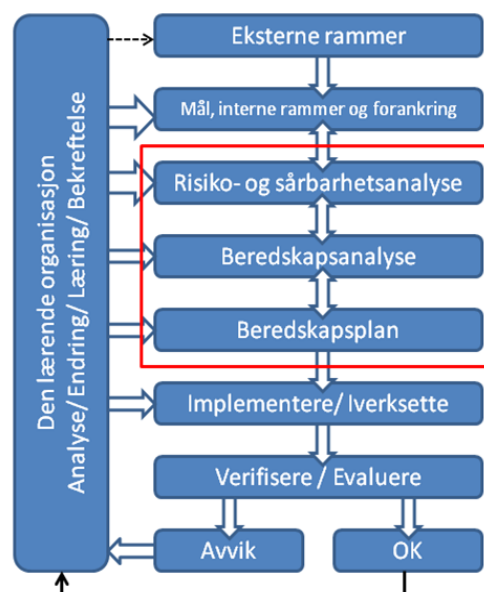 Den lærende organisasjon
Analyse/ Endring/ Læring/ Bekreftelse
Eksterne rammer
Mål, interne rammer og forankring
Risiko- og sårbarhetsanalyse
Beredskapsanalyse
Beredskapsplan
Implementere/ Iverksette
Verifisere / Evaluere
Avvik
OK